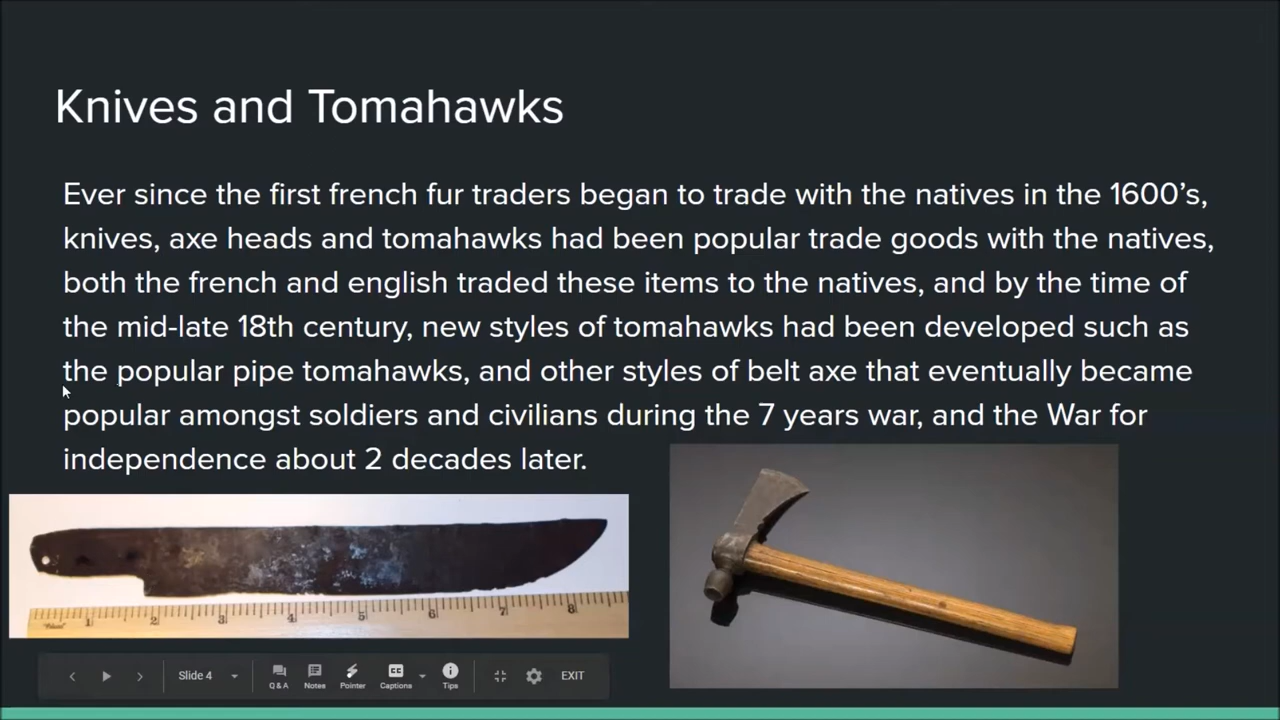 Knives and Tomahawks
Ever since the first french fur traders began to trade with the natives in the 1600’s,
knives, axe heads and tomahawks had been popular trade goods with the natives,
both the french and english traded these items to the natives, and by the time of
the mid-late 18th century, new styles of tomahawks had been developed such as
the popular pipe tomahawks, and other styles of belt axe that eventually became
popular amongst soldiers and civilians during the 7 years war, and the War for
independence about 2 decades later.
1 2 3 4 5 6 7 8
Slide 4 Q & A Notes Pointer Captions Tips EXIT